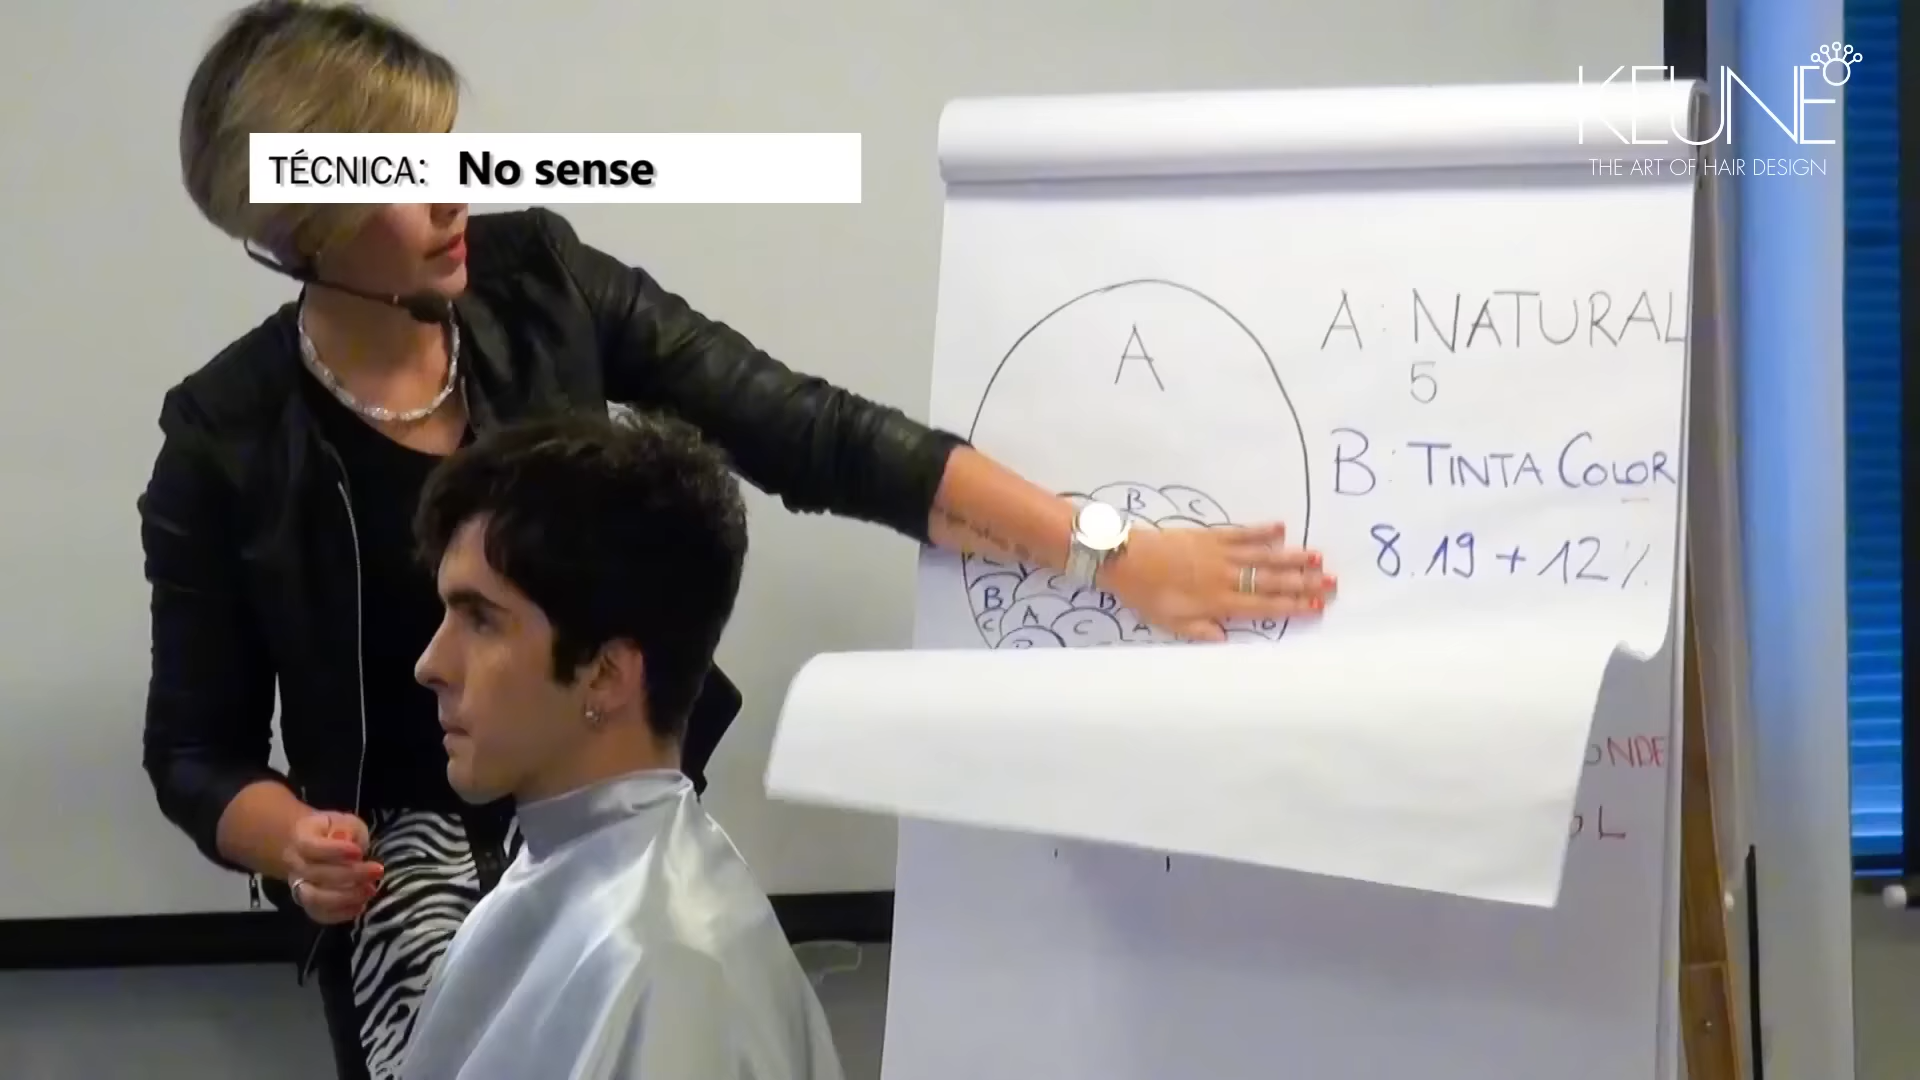 TÉCNICA: No sense
KEUNE
THE ART OF HAIR DESIGN
A: NATURAL
5
B: TINTA COLOR
8.19 + 12%
A
B C
B C B
C A C A